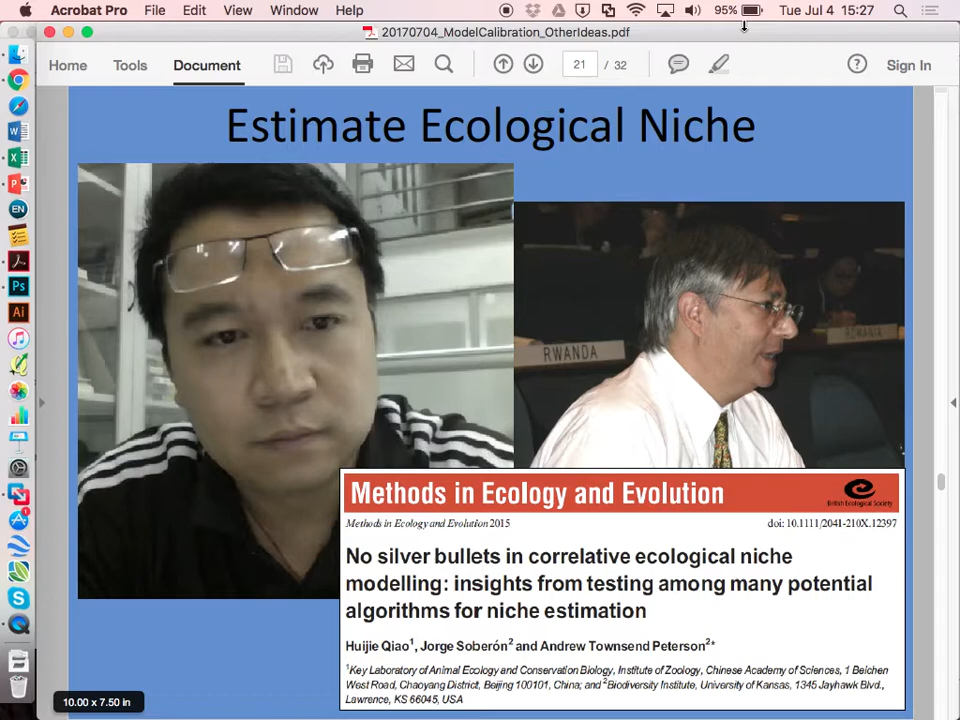 Acrobat Pro File Edit View Window Help 95% Tue Jul 4 15:27
20170704_ModelCalibration_OtherIdeas.pdf
Home Tools Document 21 / 32 Sign In
Estimate Ecological Niche
RWANDA
ROMANIA
Methods in Ecology and Evolution
British Ecological Society
Methods in Ecology and Evolution 2015 doi: 10.1111/2041-210X.12397
No silver bullets in correlative ecological niche
modelling: insights from testing among many potential
algorithms for niche estimation
Huijie Qiao1, Jorge Soberón2 and Andrew Townsend Peterson2*
1Key Laboratory of Animal Ecology and Conservation Biology, Institute of Zoology, Chinese Academy of Sciences, 1 Beichen
West Road, Chaoyang District, Beijing 100101, China; and 2Biodiversity Institute, University of Kansas, 1345 Jayhawk Blvd.,
Lawrence, KS 66045, USA
10.00 x 7.50 in
EN
Ps
Ai